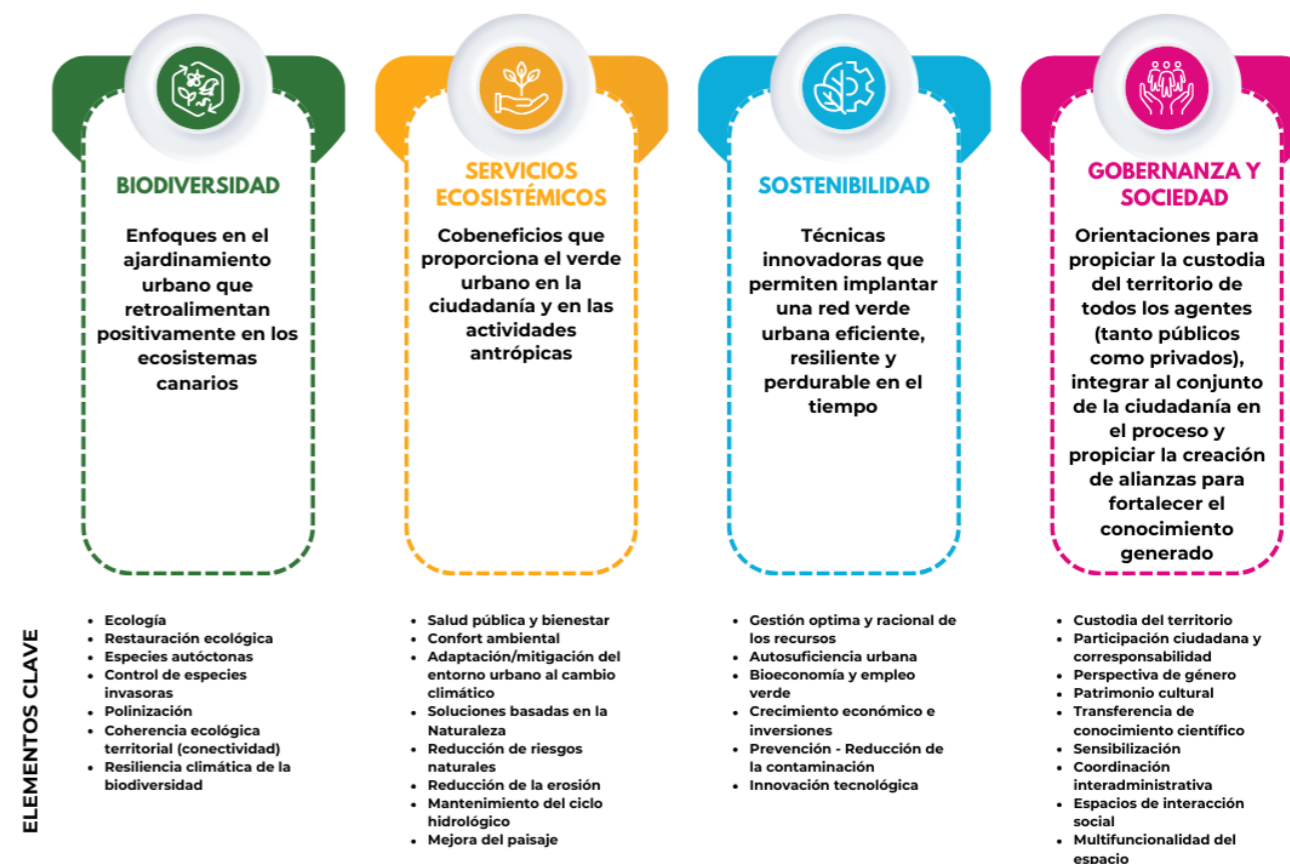 BIODIVERSIDAD
Enfoques en el
ajardinamiento
urbano que
retroalimentan
positivamente en los
ecosistemas
canarios
SERVICIOS
ECOSISTÉMICOS
Cobeneficios que
proporciona el verde
urbano en la
ciudadanía y en las
actividades
antrópicas
SOSTENIBILIDAD
Técnicas
innovadoras que
permiten implantar
una red verde
urbana eficiente,
resiliente y
perdurable en el
tiempo
GOBERNANZA Y
SOCIEDAD
Orientaciones para
propiciar la custodia
del territorio de
todos los agentes
(tanto públicos
como privados),
integrar al conjunto
de la ciudadanía en
el proceso y
propiciar la creación
de alianzas para
fortalecer el
conocimiento
generado
ELEMENTOS CLAVE
• Ecología
• Restauración ecológica
• Especies autóctonas
• Control de especies
invasoras
• Polinización
• Coherencia ecológica
territorial (conectividad)
• Resiliencia climática de la
biodiversidad
• Salud pública y bienestar
• Confort ambiental
• Adaptación/mitigación del
entorno urbano al cambio
climático
• Soluciones basadas en la
Naturaleza
• Reducción de riesgos
naturales
• Reducción de la erosión
• Mantenimiento del ciclo
hidrológico
• Mejora del paisaje
• Gestión optima y racional de
los recursos
• Autosuficiencia urbana
• Bioeconomía y empleo
verde
• Crecimiento económico e
inversiones
• Prevención - Reducción de
la contaminación
• Innovación tecnológica
• Custodia del territorio
• Participación ciudadana y
corresponsabilidad
• Perspectiva de género
• Patrimonio cultural
• Transferencia de
conocimiento científico
• Sensibilización
• Coordinación
interadministrativa
• Espacios de interacción
social
• Multifuncionalidad del
espacio